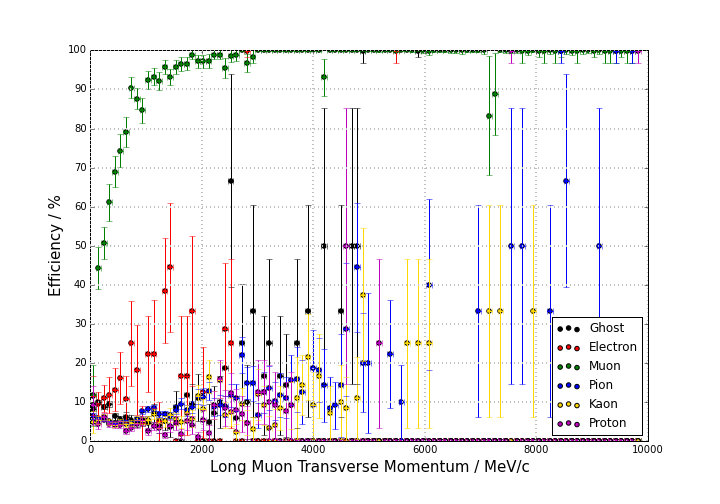 100
90
80
70
60
50
40
30
20
10
0
Efficiency / %
0 2000 4000 6000 8000 10000
Long Muon Transverse Momentum / MeV/c
Ghost
Electron
Muon
Pion
Kaon
Proton